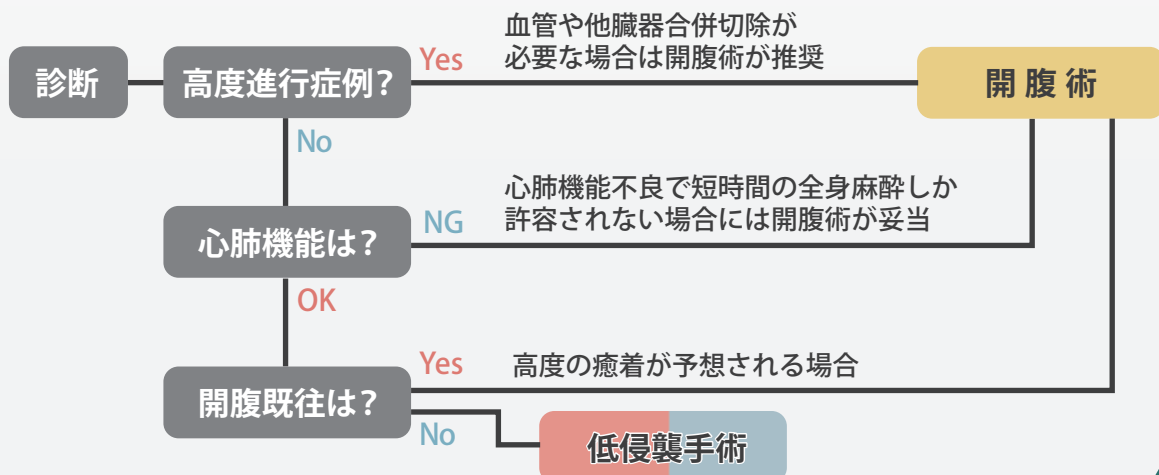 血管や他臓器合併切除が
必要な場合は開腹術が推奨
診断
高度進行症例？
Yes
開腹術
No
心肺機能不良で短時間の全身麻酔しか
許容されない場合には開腹術が妥当
心肺機能は？
NG
OK
Yes
高度の癒着が予想される場合
開腹既往は？
No
低侵襲手術